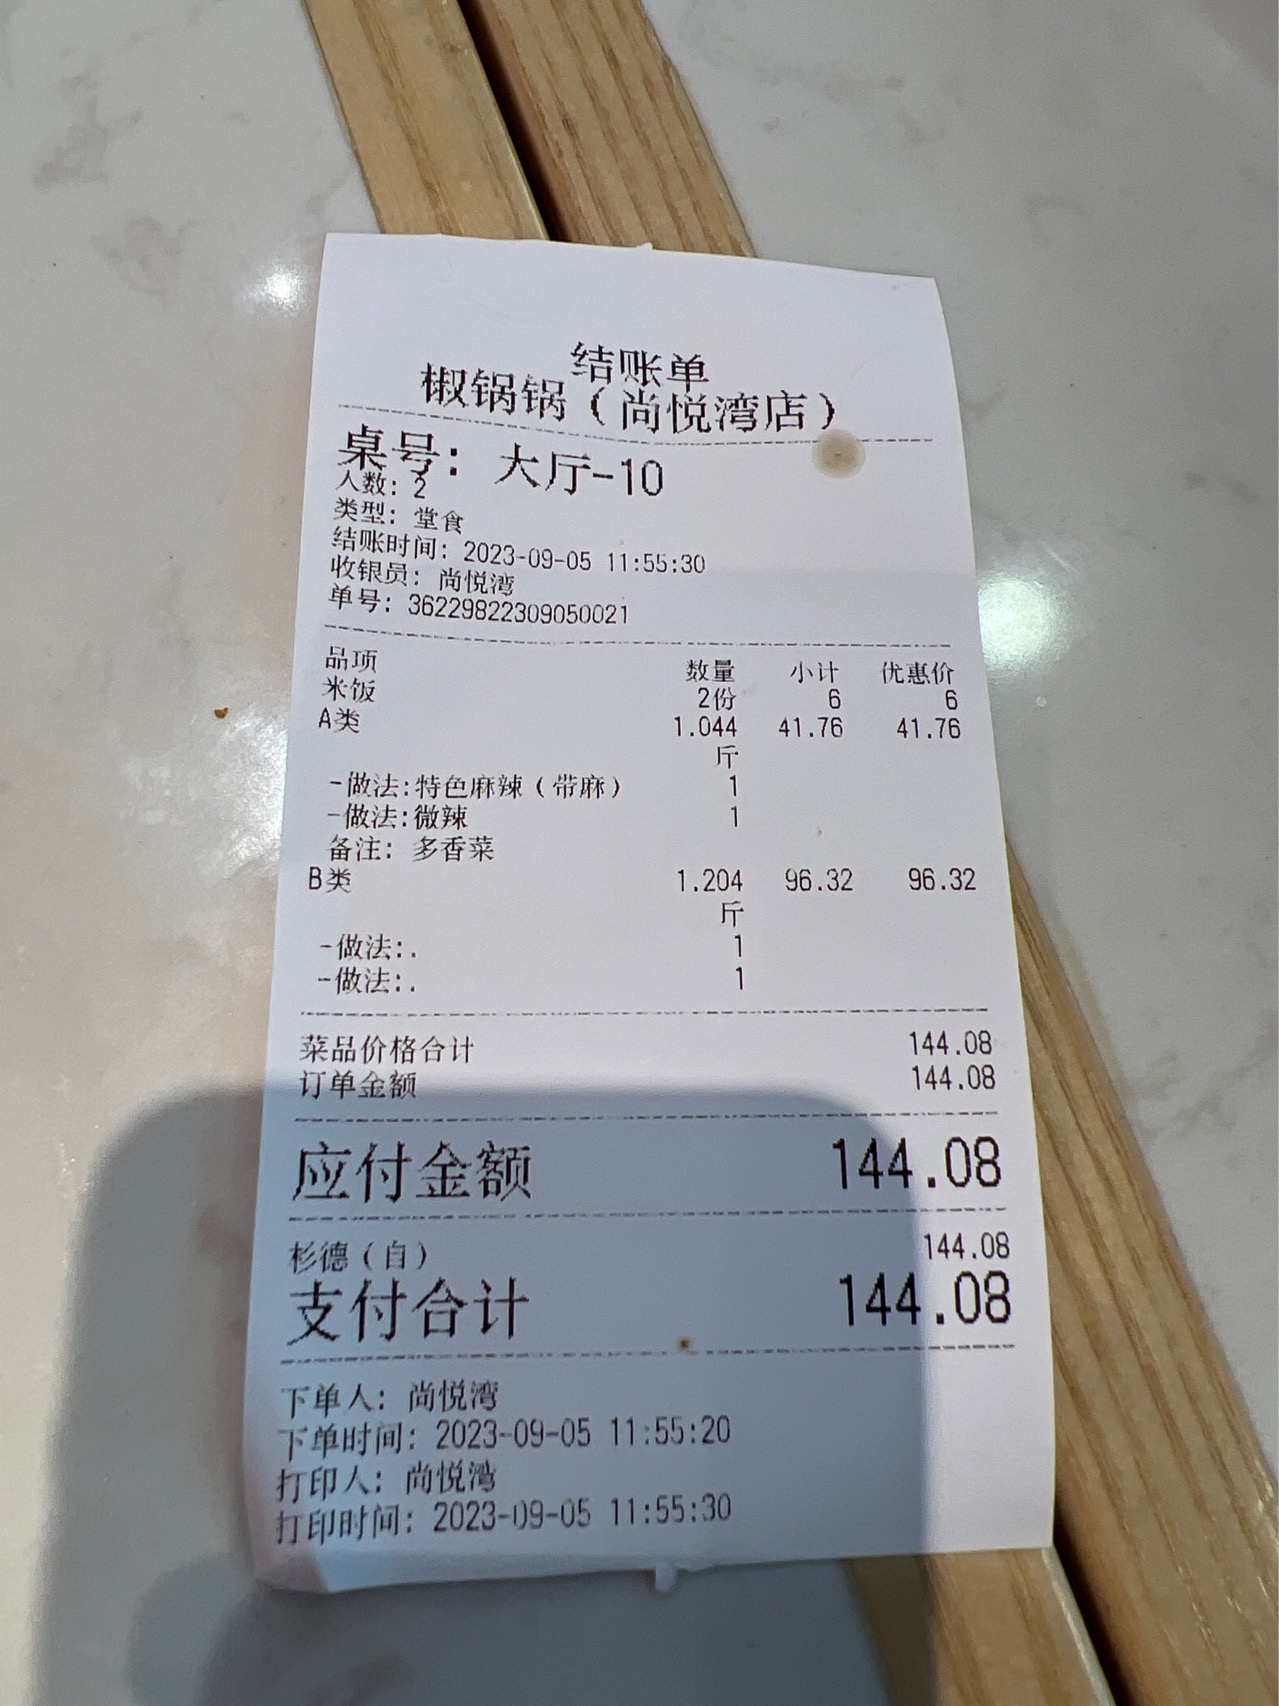 结账单
椒锅锅（尚悦湾店）
桌号：大厅-10
人数：2
类型：堂食
结账时间：2023-09-05 11:55:30
收银员：尚悦湾
单号：36229822309050021
品项 数量 小计 优惠价
米饭 2份 6 6
A类 1.044 41.76 41.76
斤
-做法:特色麻辣（带麻） 1
-做法:微辣 1
备注：多香菜
B类 1.204 96.32 96.32
斤
-做法:. 1
-做法:. 1
菜品价格合计 144.08
订单金额 144.08
应付金额 144.08
杉德（自） 144.08
支付合计 144.08
下单人：尚悦湾
下单时间：2023-09-05 11:55:20
打印人：尚悦湾
打印时间：2023-09-05 11:55:30